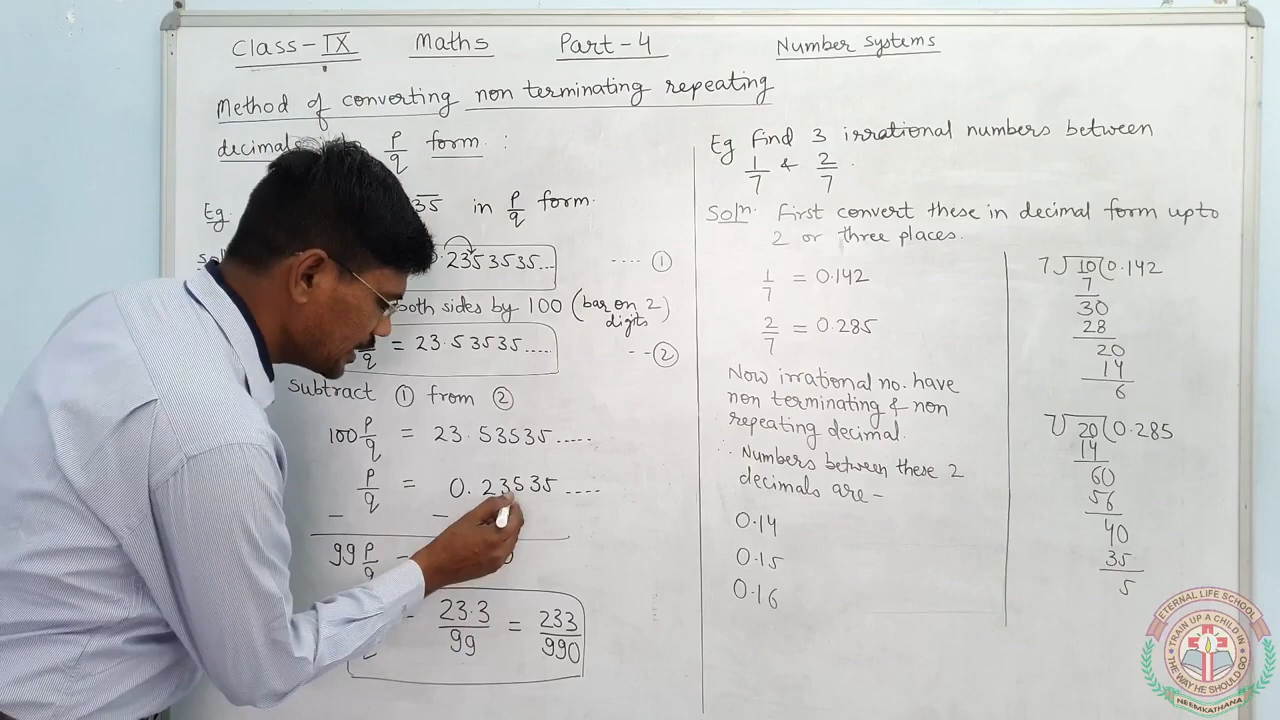 Class-IX Maths Part-4 Number Systems
Method of converting non terminating repeating
decimals p/q form :
Eg. 35 in p/q form.
Soln
.23535 3535... ---- ①
both sides by 100 (bar on 2 digits)
q = 23.53535..... --②
Subtract ① from ②
100 p/q = 23.53535.....
p/q = 0.23535....
- -
99 p/q =
23.3/99 = 233/990
Eg Find 3 irrational numbers between
1/7 & 2/7.
Soln. First convert these in decimal form upto
2 or three places.
1/7 = 0.142
2/7 = 0.285
Now irrational no. have
non terminating & non
repeating decimal.
∴ Numbers between these 2
decimals are -
0.14
0.15
0.16
7 √10 (0.142
7
30
28
20
14
6
7 √20 (0.285
14
60
56
40
35
5
ETERNAL LIFE SCHOOL
TRAIN UP A CHILD IN
THE WAY HE SHOULD GO
NEEMKATHANA